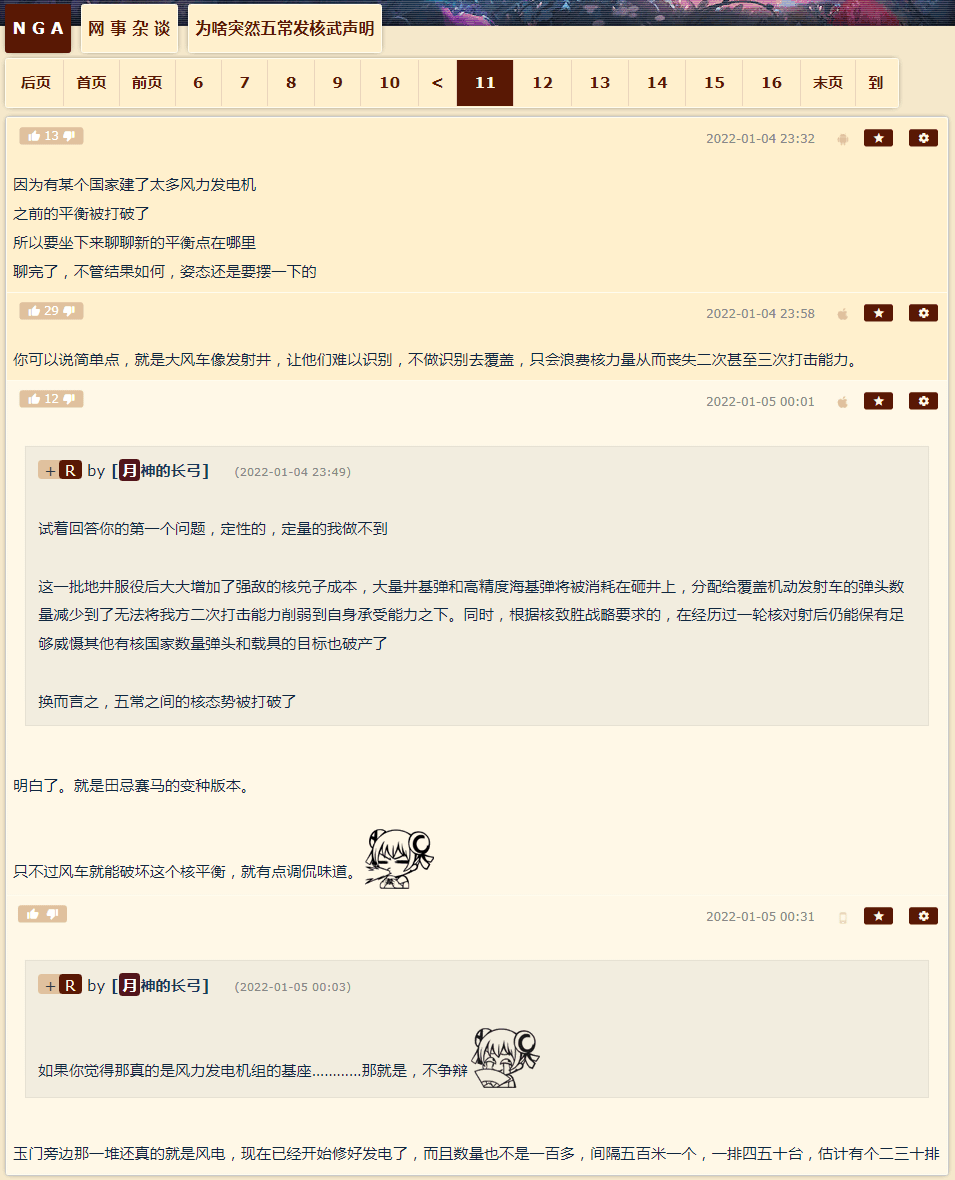 NGA 网事杂谈 为啥突然五常发核武声明
后页 首页 前页 6 7 8 9 10 < 11 12 13 14 15 16 末页 到
13 2022-01-04 23:32
因为有某个国家建了太多风力发电机
之前的平衡被打破了
所以要坐下来聊聊新的平衡点在哪里
聊完了，不管结果如何，姿态还是要摆一下的
29 2022-01-04 23:58
你可以说简单点，就是大风车像发射井，让他们难以识别，不做识别去覆盖，只会浪费核力量从而丧失二次甚至三次打击能力。
12 2022-01-05 00:01
+ R by [月神的长弓] (2022-01-04 23:49)
试着回答你的第一个问题，定性的，定量的我做不到
这一批地井服役后大大增加了强敌的核兑子成本，大量井基弹和高精度海基弹将被消耗在砸井上，分配给覆盖机动发射车的弹头数
量减少到了无法将我方二次打击能力削弱到自身承受能力之下。同时，根据核致胜战略要求的，在经历过一轮核对射后仍能保有足
够威慑其他有核国家数量弹头和载具的目标也破产了
换而言之，五常之间的核态势被打破了
明白了。就是田忌赛马的变种版本。
只不过风车就能破坏这个核平衡，就有点调侃味道。
2022-01-05 00:31
+ R by [月神的长弓] (2022-01-05 00:03)
如果你觉得那真的是风力发电机组的基座…………那就是，不争辩
玉门旁边那一堆还真的就是风电，现在已经开始修好发电了，而且数量也不是一百多，间隔五百米一个，一排四五十台，估计有个二三十排